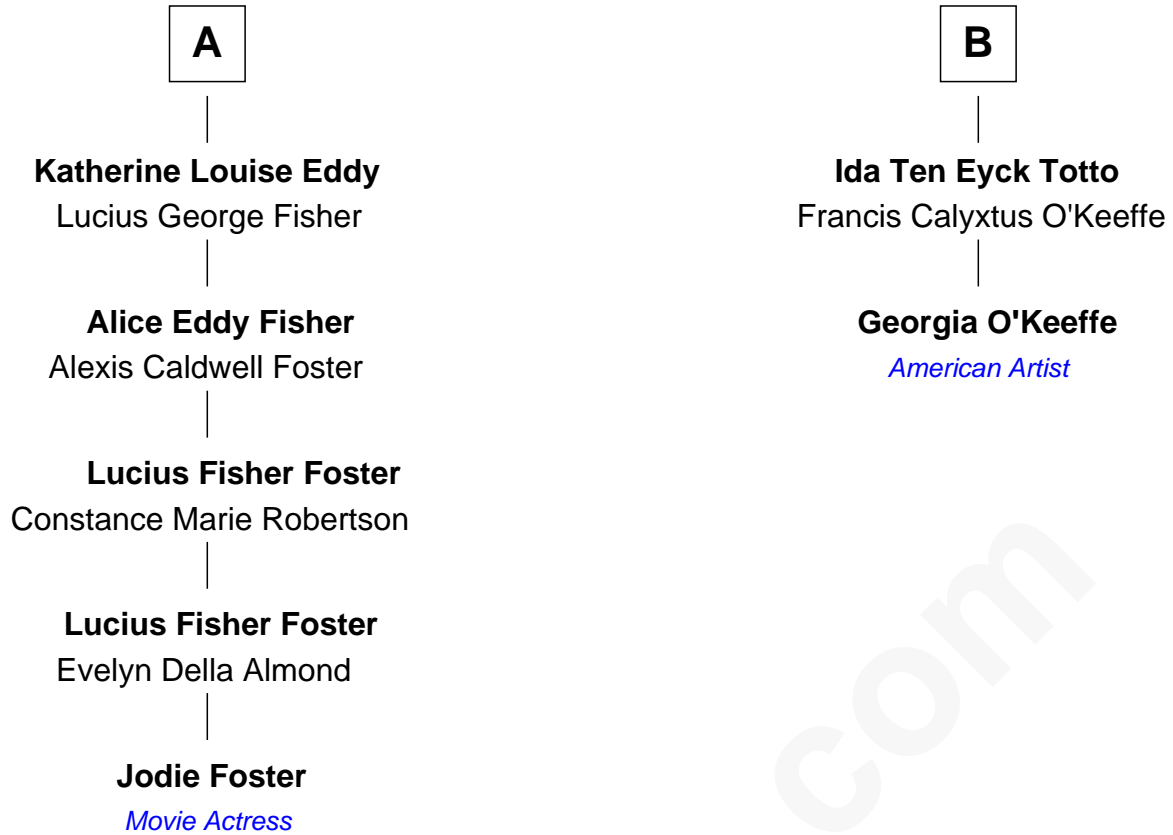 A
Katherine Louise Eddy
Lucius George Fisher
Alice Eddy Fisher
Alexis Caldwell Foster
Lucius Fisher Foster
Constance Marie Robertson
Lucius Fisher Foster
Evelyn Della Almond
Jodie Foster
Movie Actress
B
Ida Ten Eyck Totto
Francis Calyxtus O'Keeffe
Georgia O'Keeffe
American Artist
com